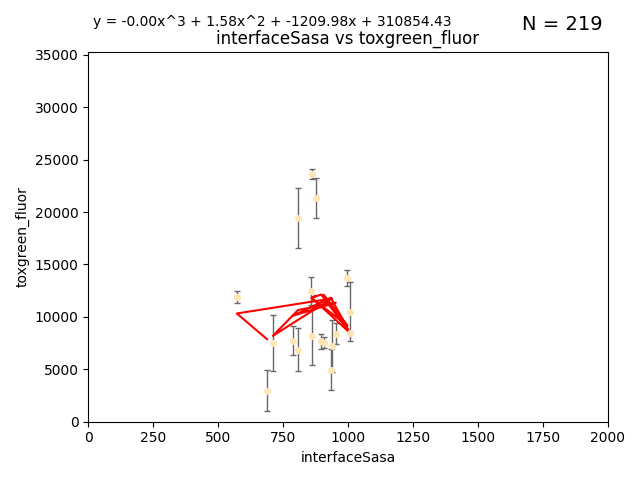 y = -0.00x^3 + 1.58x^2 + -1209.98x + 310854.43
N = 219
interfaceSasa vs toxgreen_fluor
35000
30000
25000
20000
15000
10000
5000
0
toxgreen_fluor
0 250 500 750 1000 1250 1500 1750 2000
interfaceSasa